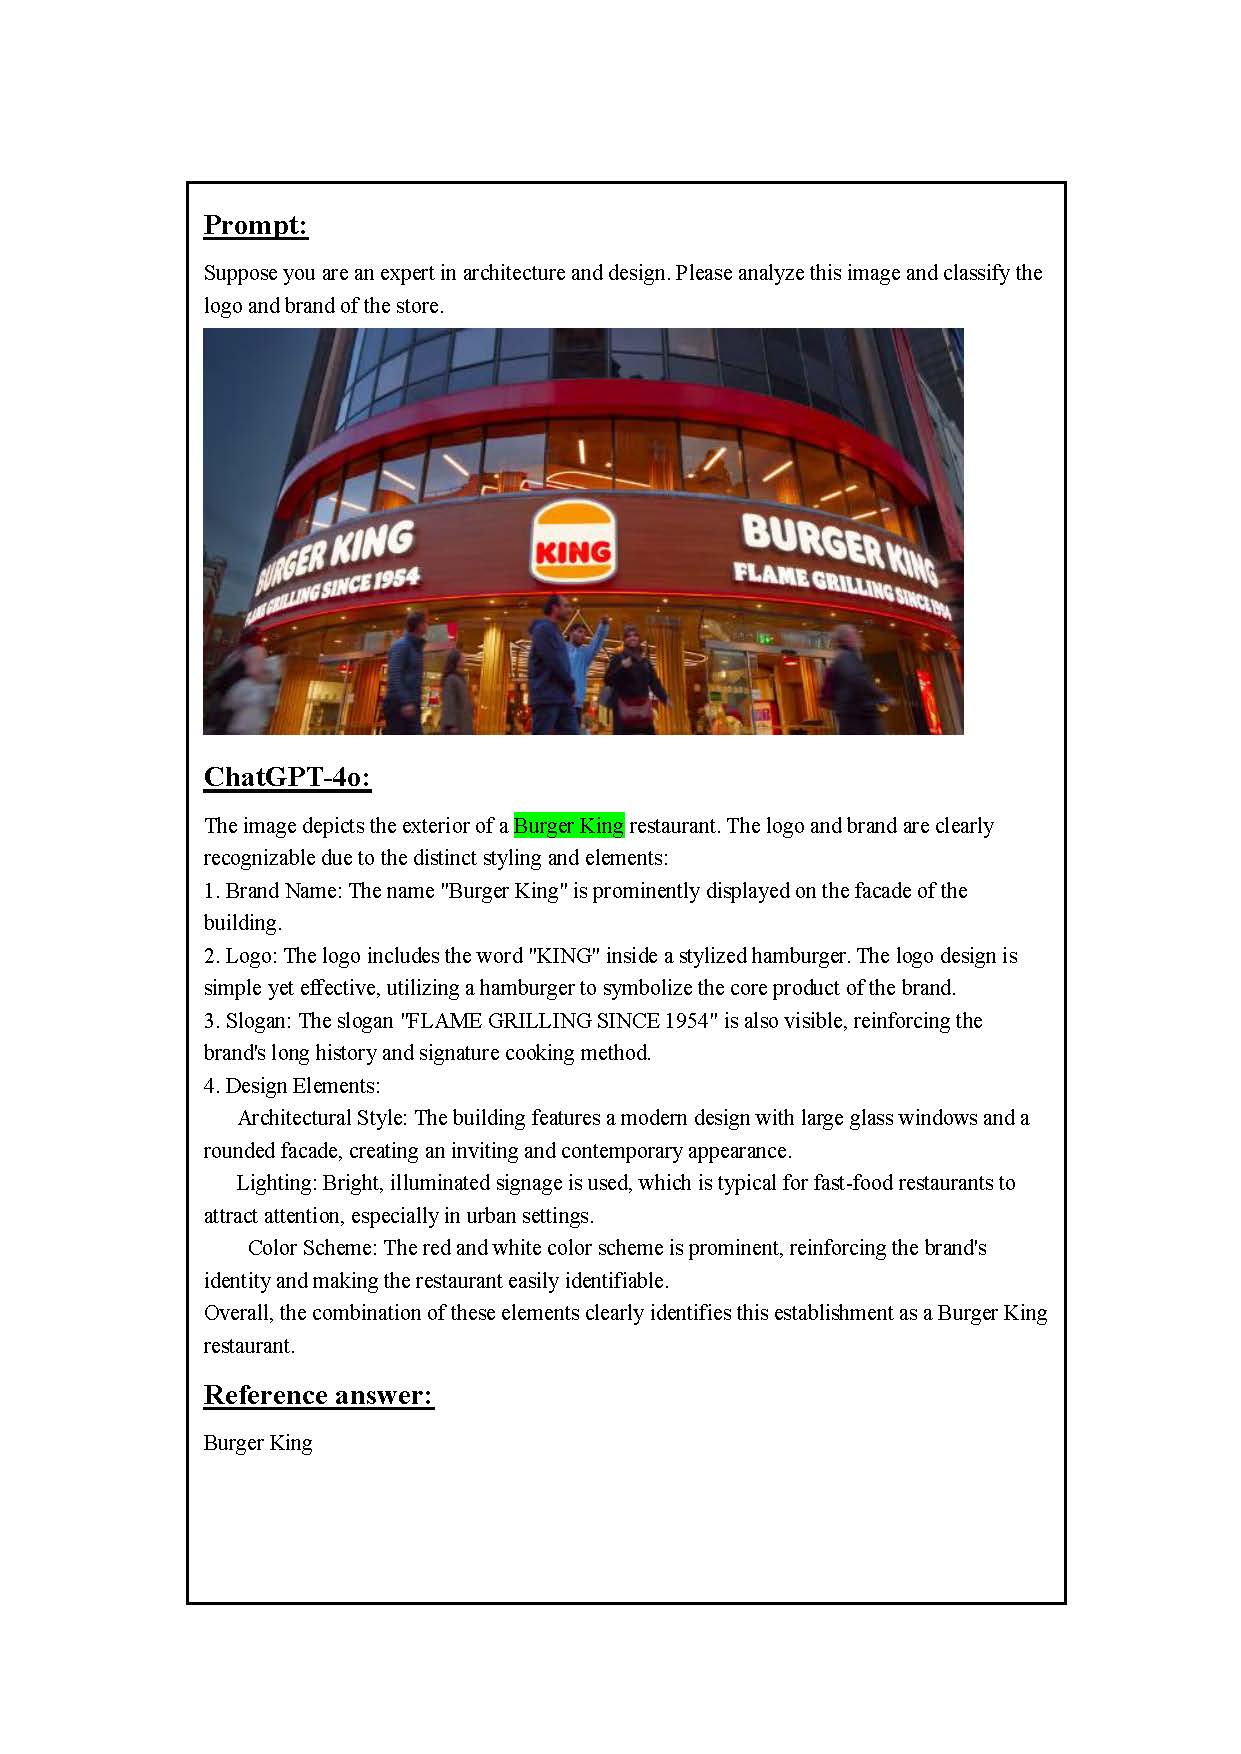 Prompt:
Suppose you are an expert in architecture and design. Please analyze this image and classify the
logo and brand of the store.
BURGER KING
FLAME GRILLING SINCE 1954
KING
BURGER KING
FLAME GRILLING SINCE 1954
ChatGPT-4o:
The image depicts the exterior of a Burger King restaurant. The logo and brand are clearly
recognizable due to the distinct styling and elements:
1. Brand Name: The name "Burger King" is prominently displayed on the facade of the
building.
2. Logo: The logo includes the word "KING" inside a stylized hamburger. The logo design is
simple yet effective, utilizing a hamburger to symbolize the core product of the brand.
3. Slogan: The slogan "FLAME GRILLING SINCE 1954" is also visible, reinforcing the
brand's long history and signature cooking method.
4. Design Elements:
Architectural Style: The building features a modern design with large glass windows and a
rounded facade, creating an inviting and contemporary appearance.
Lighting: Bright, illuminated signage is used, which is typical for fast-food restaurants to
attract attention, especially in urban settings.
Color Scheme: The red and white color scheme is prominent, reinforcing the brand's
identity and making the restaurant easily identifiable.
Overall, the combination of these elements clearly identifies this establishment as a Burger King
restaurant.
Reference answer:
Burger King